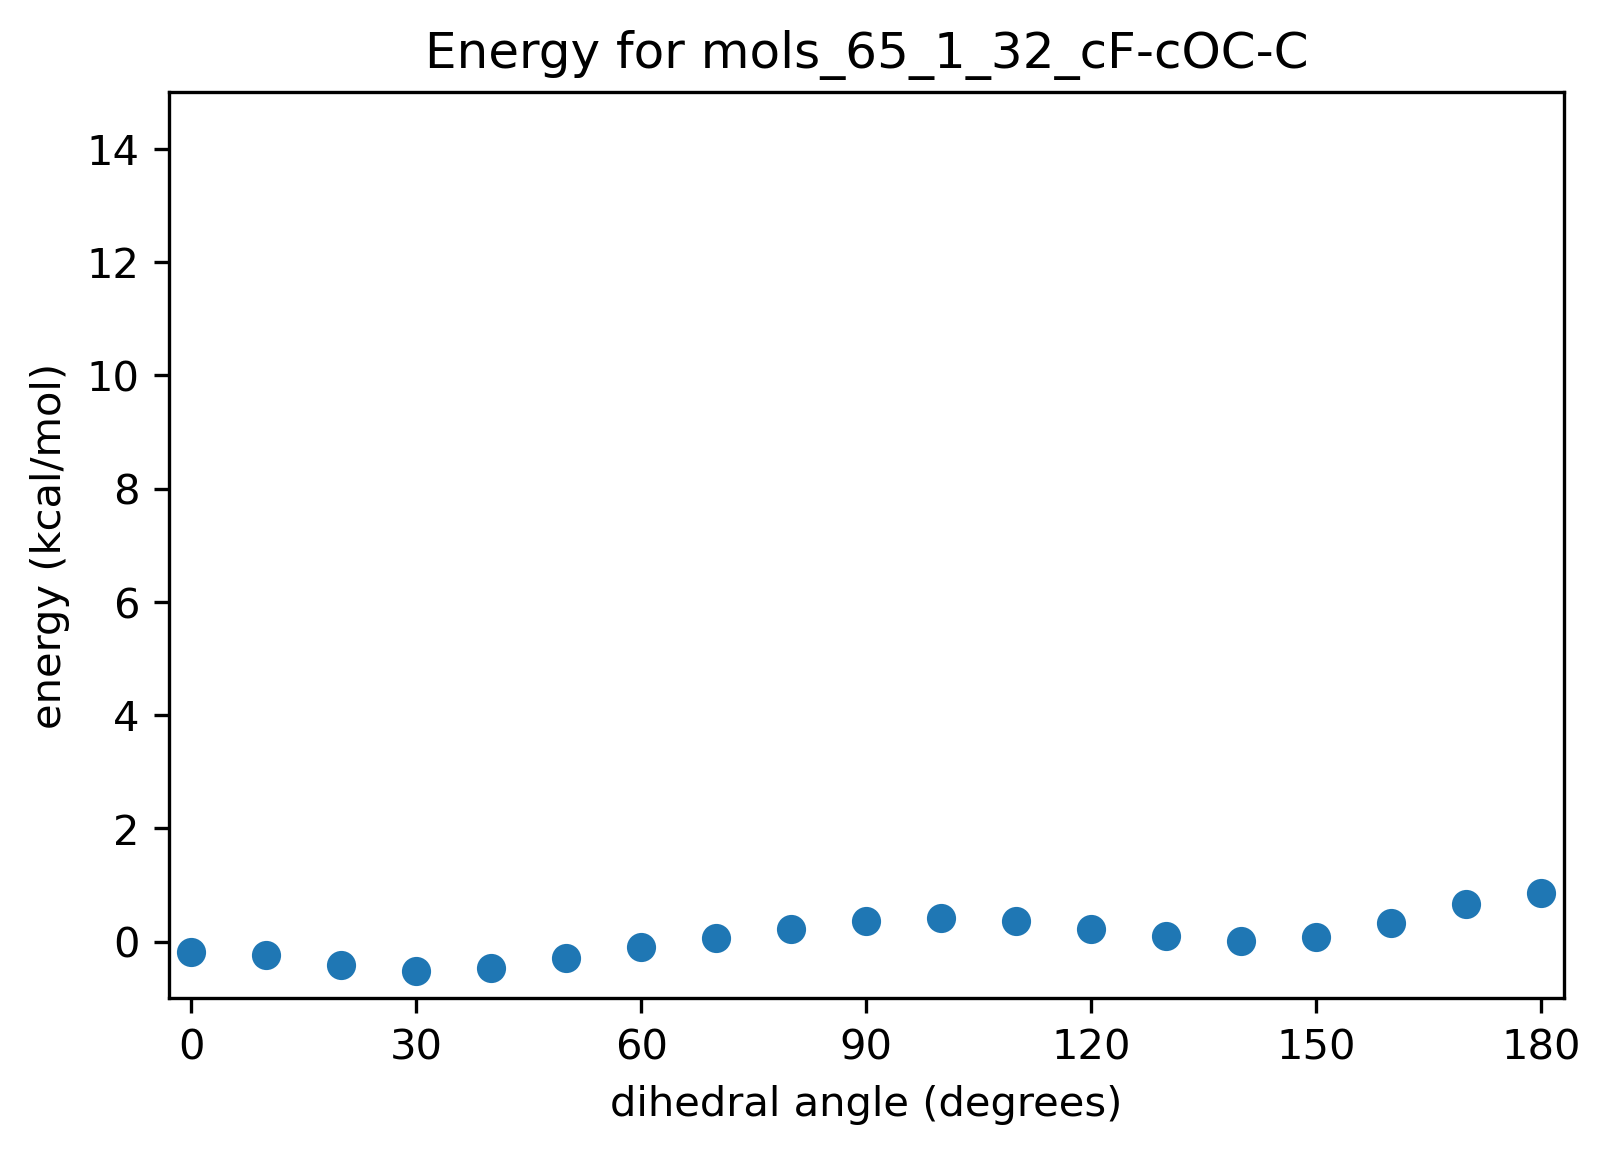 Energy for mols_65_1_32_cF-cOC-C
14
12
10
8
6
4
2
0
energy (kcal/mol)
0 30 60 90 120 150 180
dihedral angle (degrees)